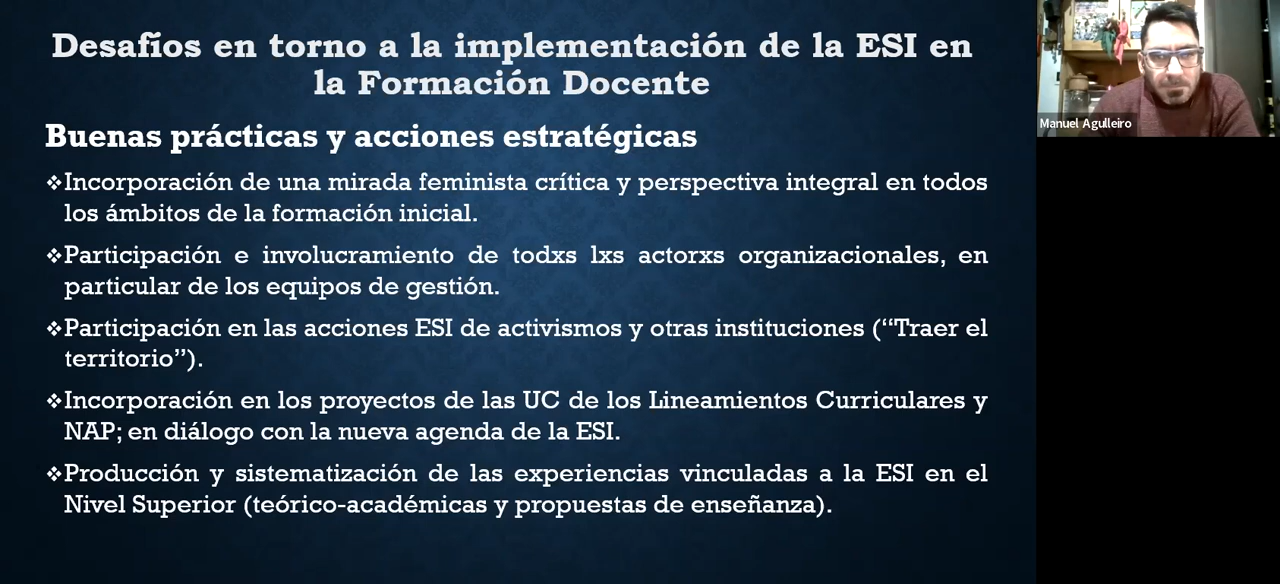 Desafíos en torno a la implementación de la ESI en
la Formación Docente
Buenas prácticas y acciones estratégicas
❖Incorporación de una mirada feminista crítica y perspectiva integral en todos
los ámbitos de la formación inicial.
❖Participación e involucramiento de todxs lxs actorxs organizacionales, en
particular de los equipos de gestión.
❖Participación en las acciones ESI de activismos y otras instituciones (“Traer el
territorio”).
❖Incorporación en los proyectos de las UC de los Lineamientos Curriculares y
NAP; en diálogo con la nueva agenda de la ESI.
❖Producción y sistematización de las experiencias vinculadas a la ESI en el
Nivel Superior (teórico-académicas y propuestas de enseñanza).
Manuel Agulleiro